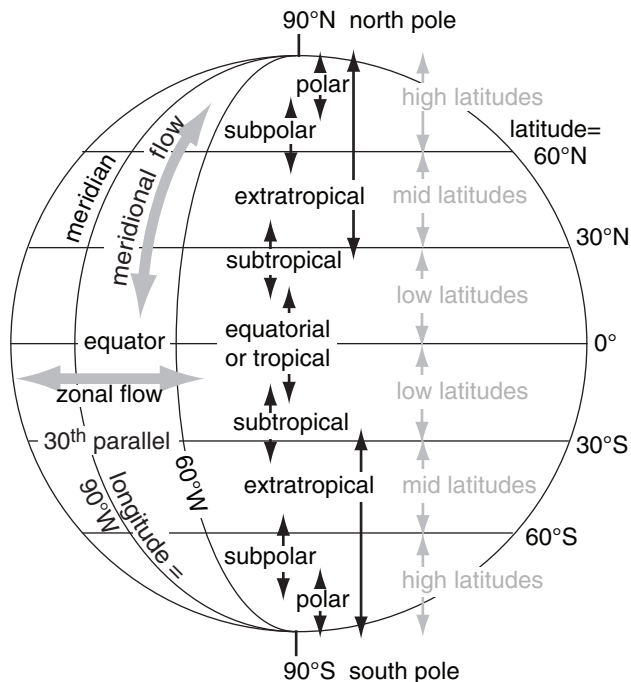 90°N north pole
polar
high latitudes
subpolar
latitude=
60°N
meridian
meridional flow
extratropical
mid latitudes
30°N
subtropical
low latitudes
equator
equatorial
or tropical
0°
zonal flow
low latitudes
subtropical
30th parallel
30°S
longitude =
90°W
60°W
extratropical
mid latitudes
60°S
subpolar
high latitudes
polar
90°S south pole